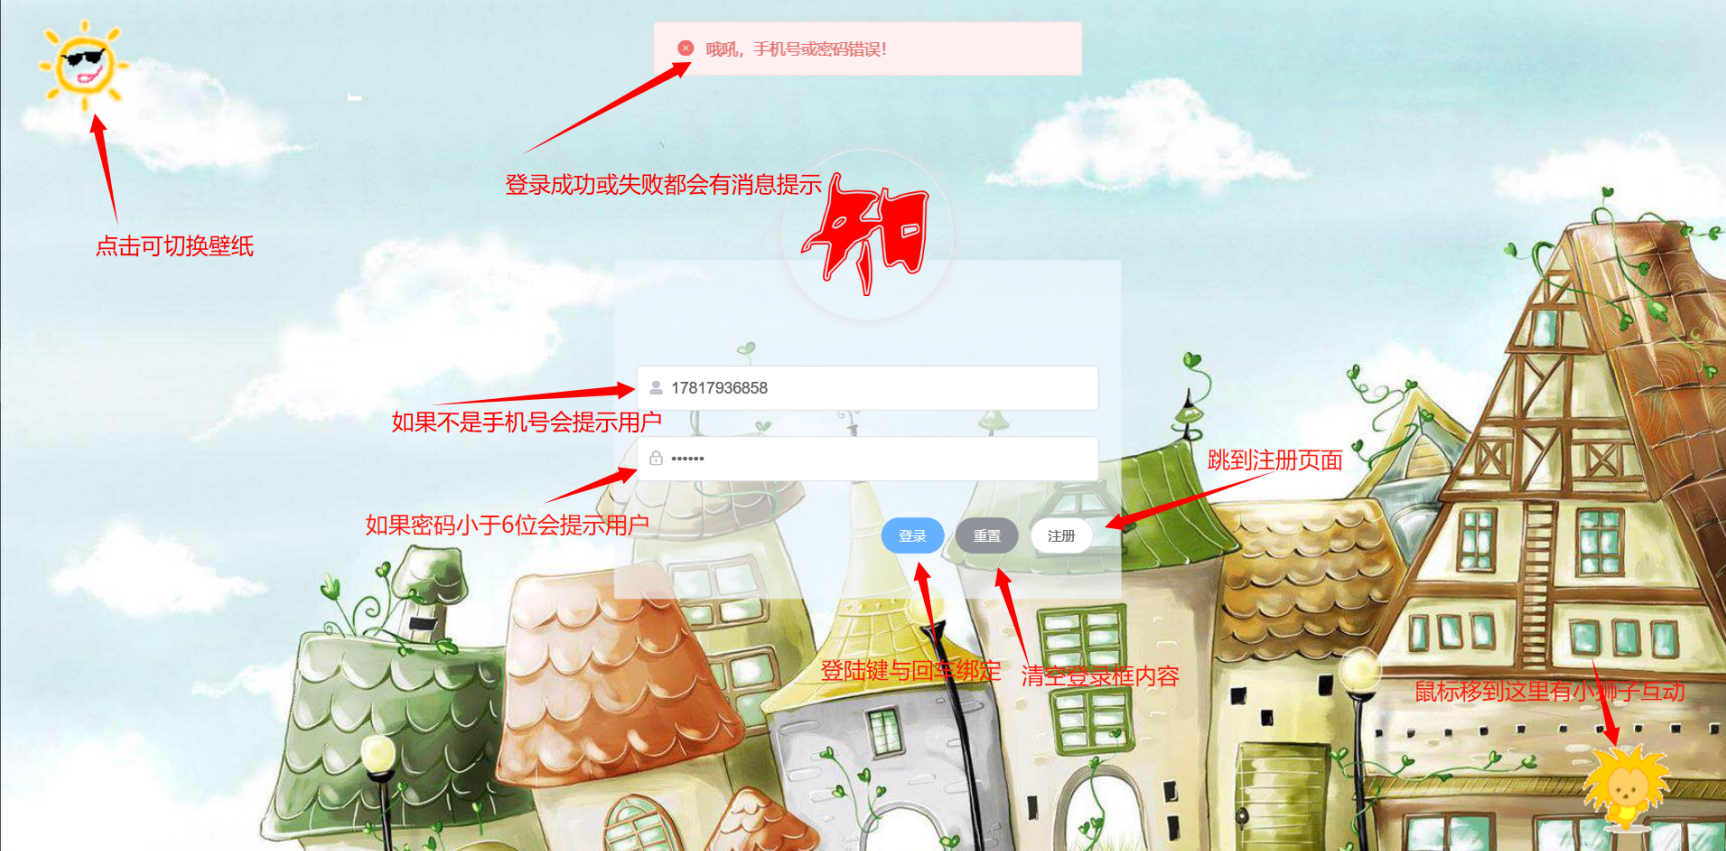 哦吼，手机号或密码错误！
登录成功或失败都会有消息提示
知
点击可切换壁纸
17817936858
如果不是手机号会提示用户
••••••
跳到注册页面
如果密码小于6位会提示用户
登录 重置 注册
登陆键与回车绑定
清空登录框内容
鼠标移到这里有小狮子互动